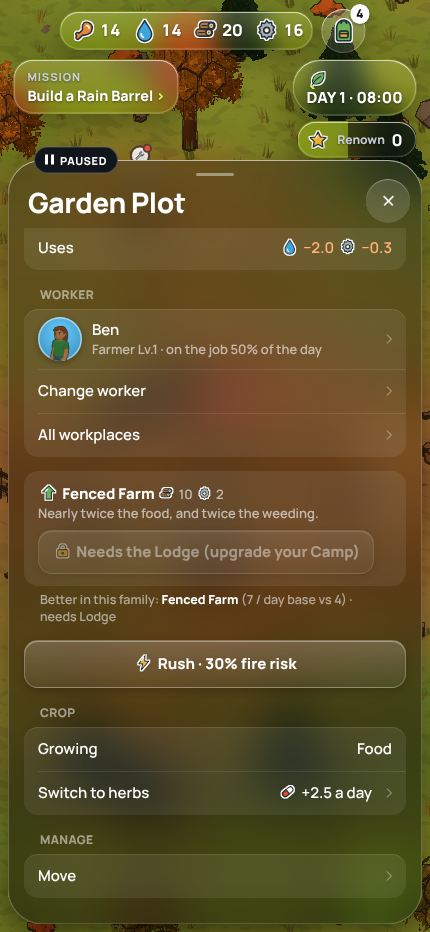 14 14 20 16 4
MISSION
Build a Rain Barrel ›
DAY 1 · 08:00
Renown 0
PAUSED
Garden Plot
Uses −2.0 −0.3
WORKER
Ben
Farmer Lv.1 · on the job 50% of the day
Change worker
All workplaces
Fenced Farm 10 2
Nearly twice the food, and twice the weeding.
Needs the Lodge (upgrade your Camp)
Better in this family: Fenced Farm (7 / day base vs 4) ·
needs Lodge
Rush · 30% fire risk
CROP
Growing Food
Switch to herbs +2.5 a day
MANAGE
Move